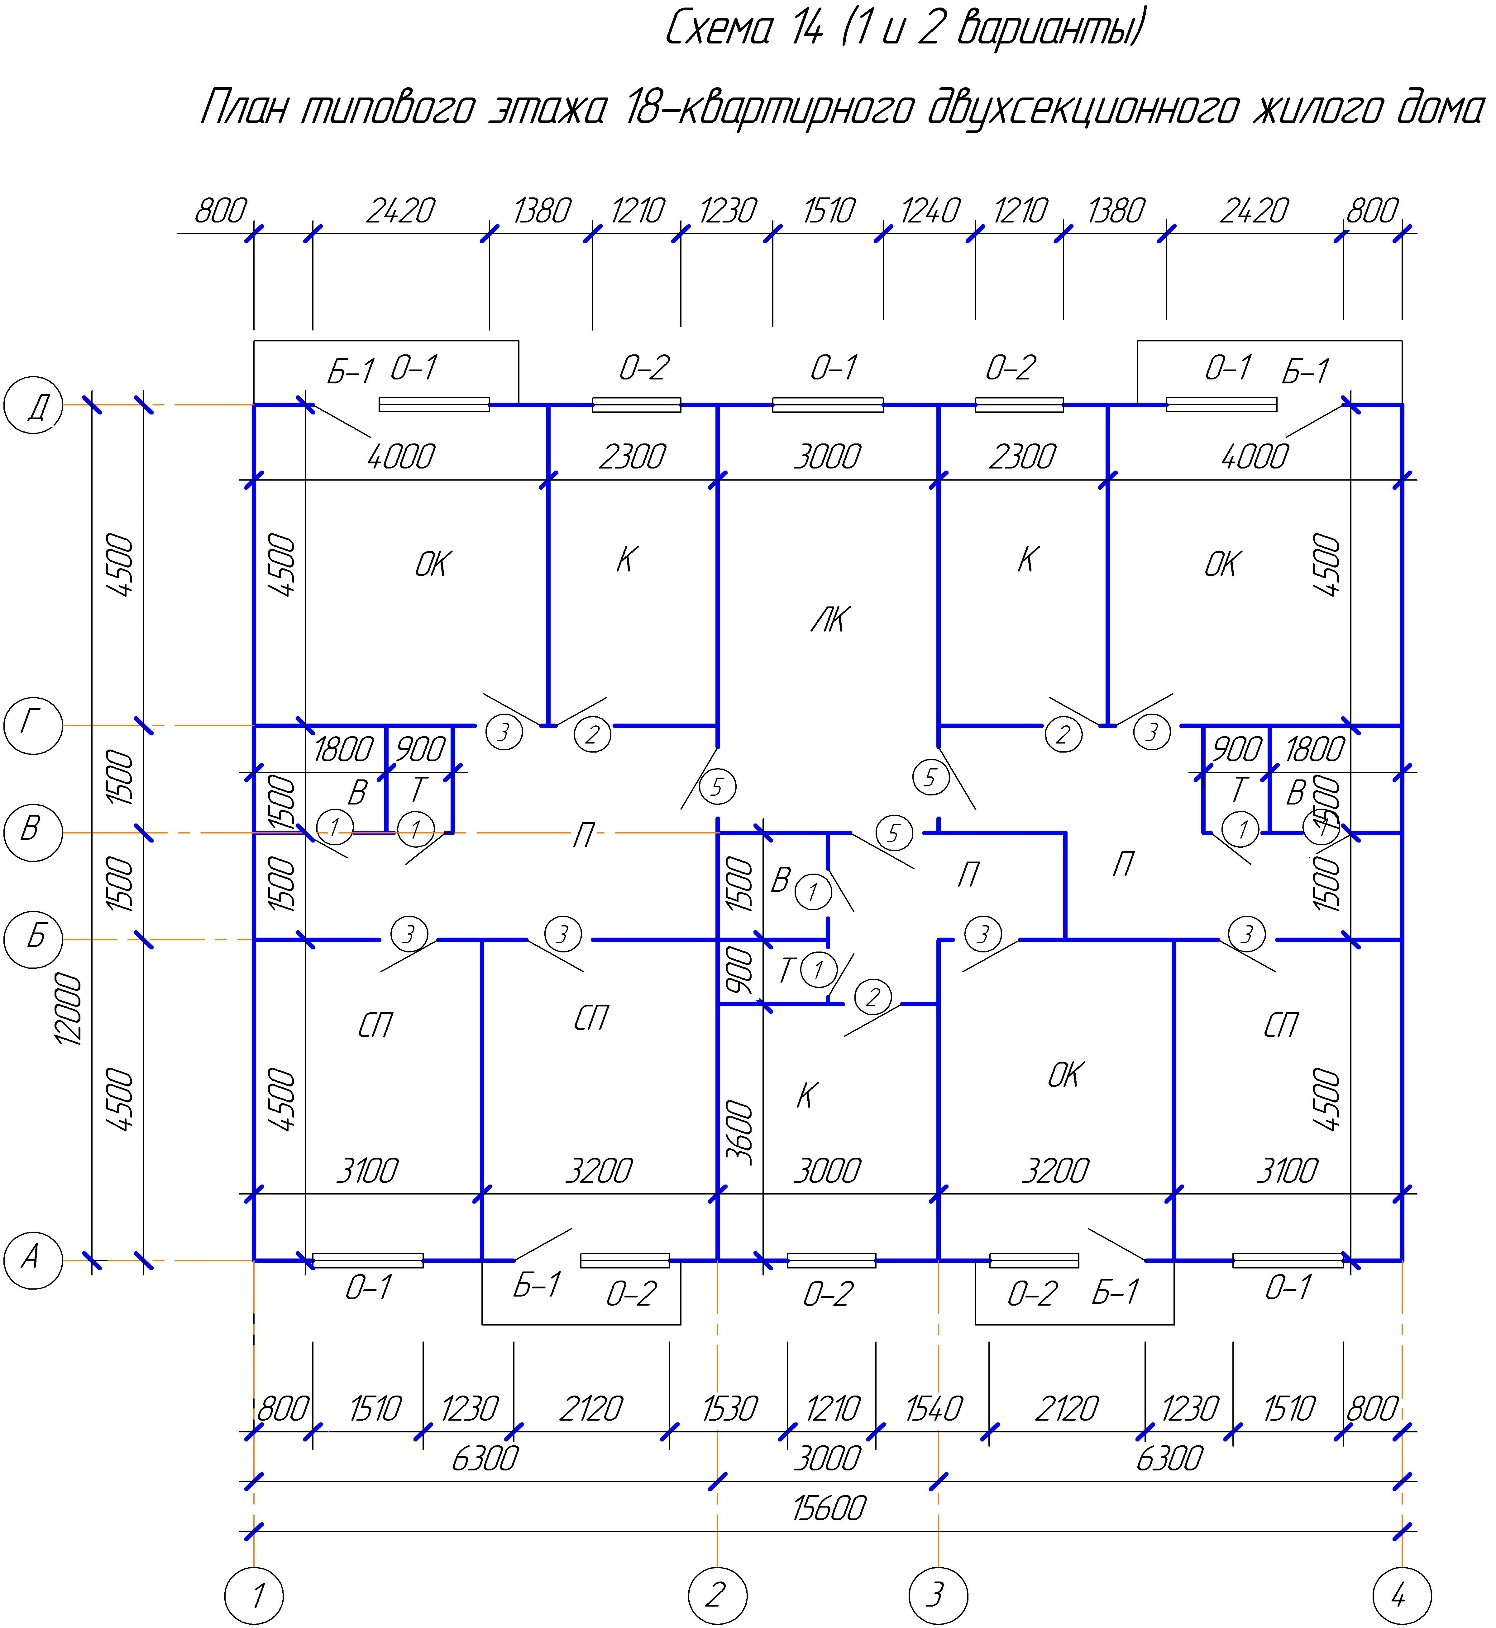 Схема 14 (1 и 2 варианты)
План типового этажа 18-квартирного двухсекционного жилого дома
800 2420 1380 1210 1230 1510 1240 1210 1380 2420 800
Б-1 О-1 О-2 О-1 О-2 О-1 Б-1
Д
4000 2300 3000 2300 4000
4500 4500 ОК К ЛК К ОК 4500
Г
3 2 2 3
1800 900 900 1800
1500 1500 В Т 5 5 Т В 1500
В
1 1 П 5 1 1
1500 1500 1500 В 1 П П 1500
Б
3 3 3 3
12000 900 Т 1 2
СП СП СП
4500 4500 3600 К ОК 4500
3100 3200 3000 3200 3100
А
О-1 Б-1 О-2 О-2 О-2 Б-1 О-1
800 1510 1230 2120 1530 1210 1540 2120 1230 1510 800
6300 3000 6300
15600
1 2 3 4